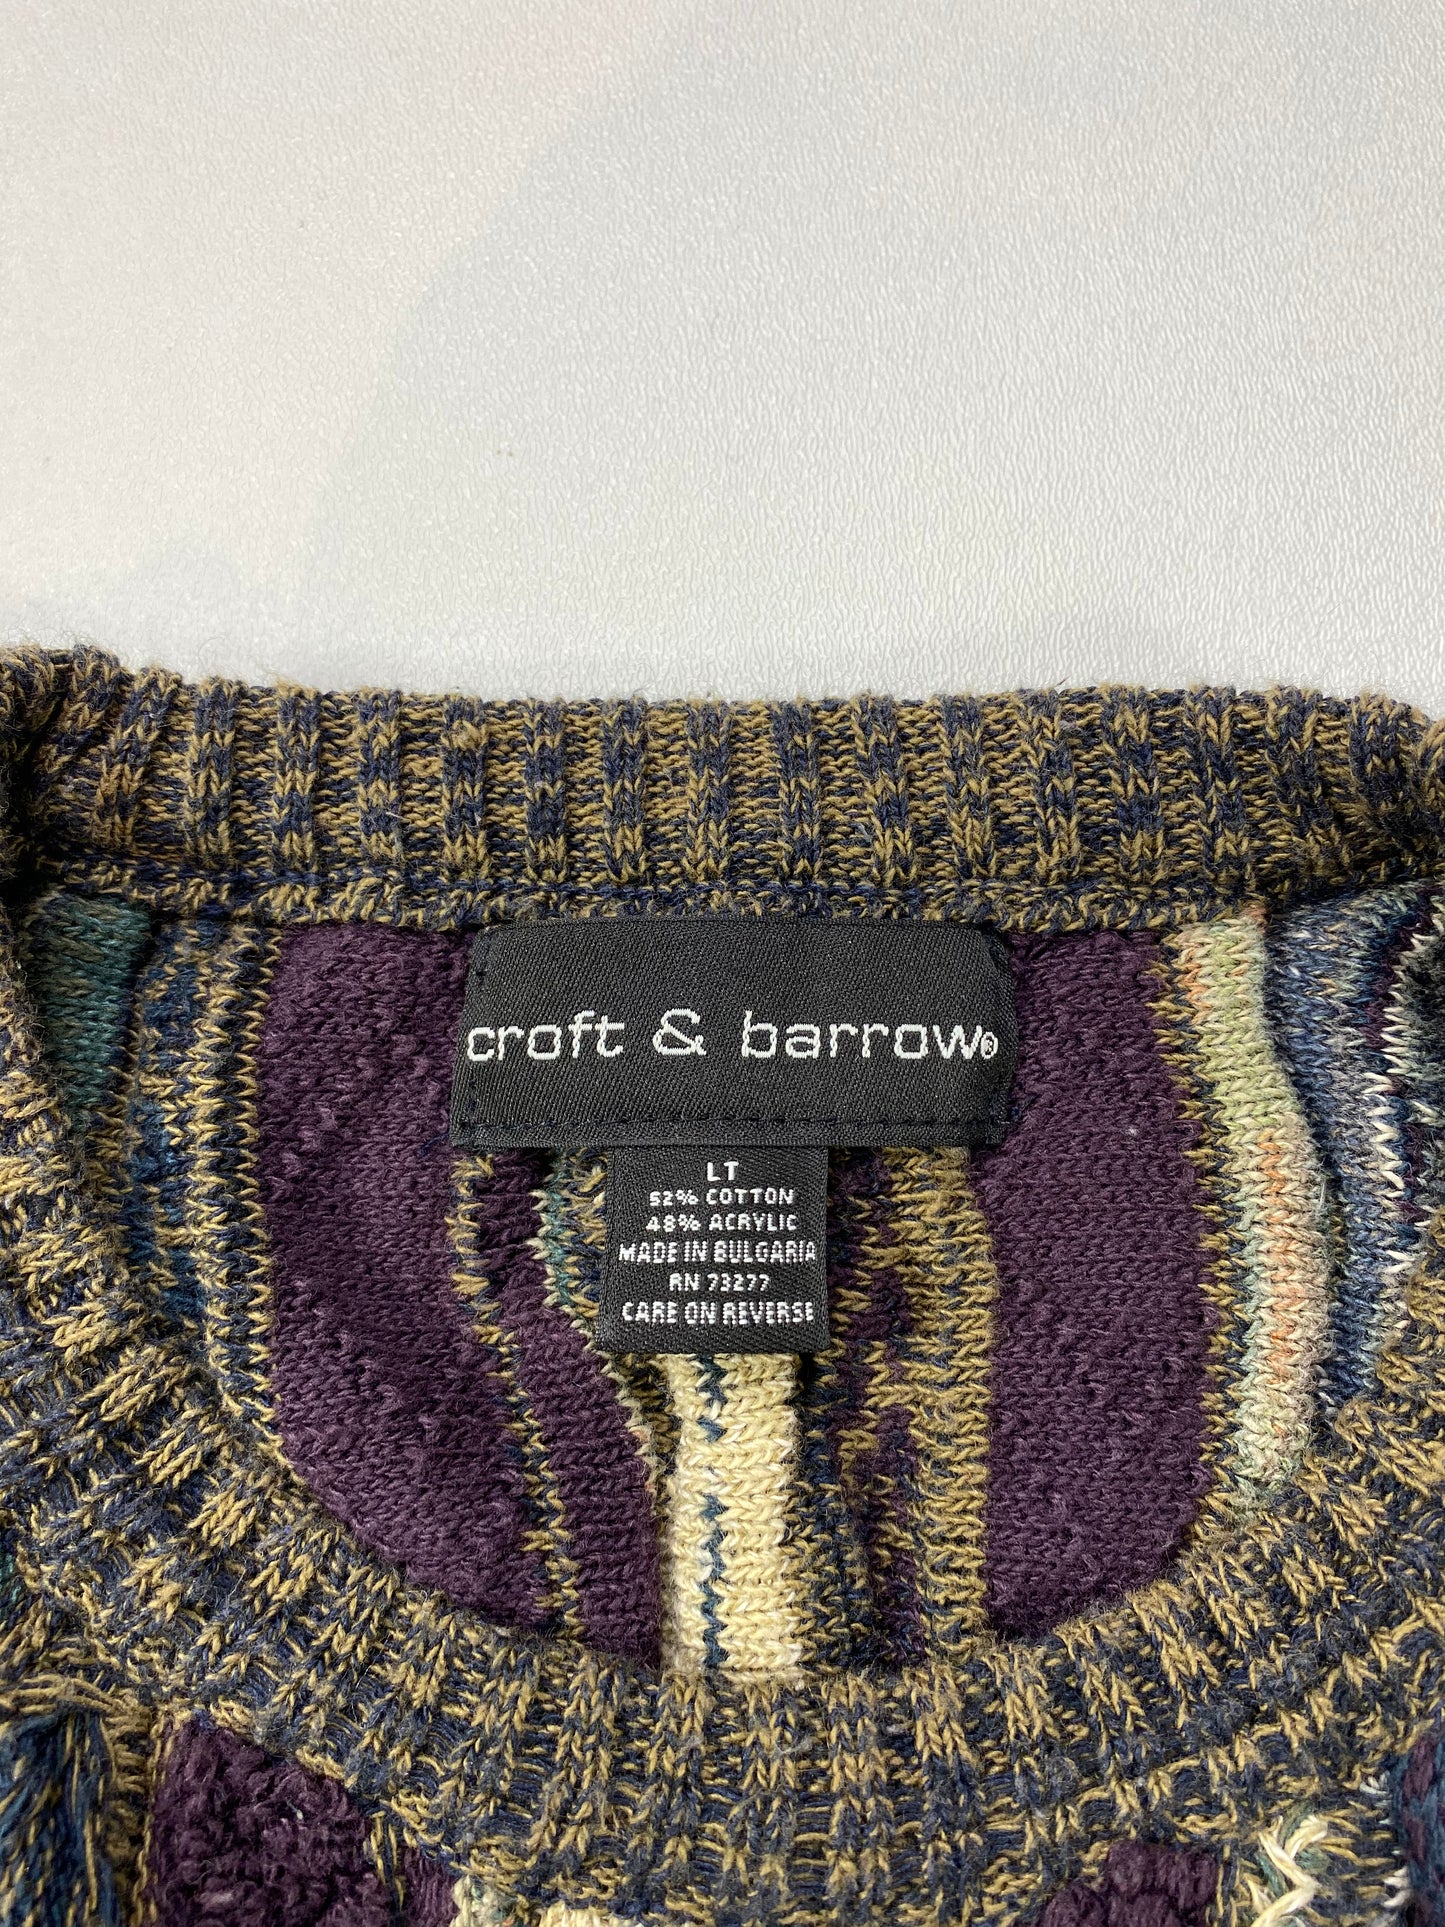 croft & barrow®
LT
52% COTTON
48% ACRYLIC
MADE IN BULGARIA
RN 73277
CARE ON REVERSE